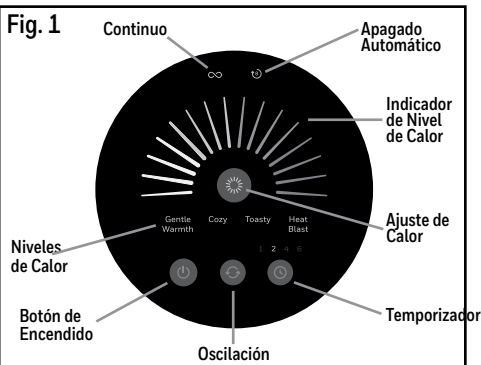 Fig. 1
Continuo
Apagado
Automático
Indicador
de Nivel
de Calor
Gentle
Warmth
Cozy
Toasty
Heat
Blast
Ajuste de
Calor
1 2 4 6
Niveles
de Calor
Botón de
Encendido
Temporizador
Oscilación